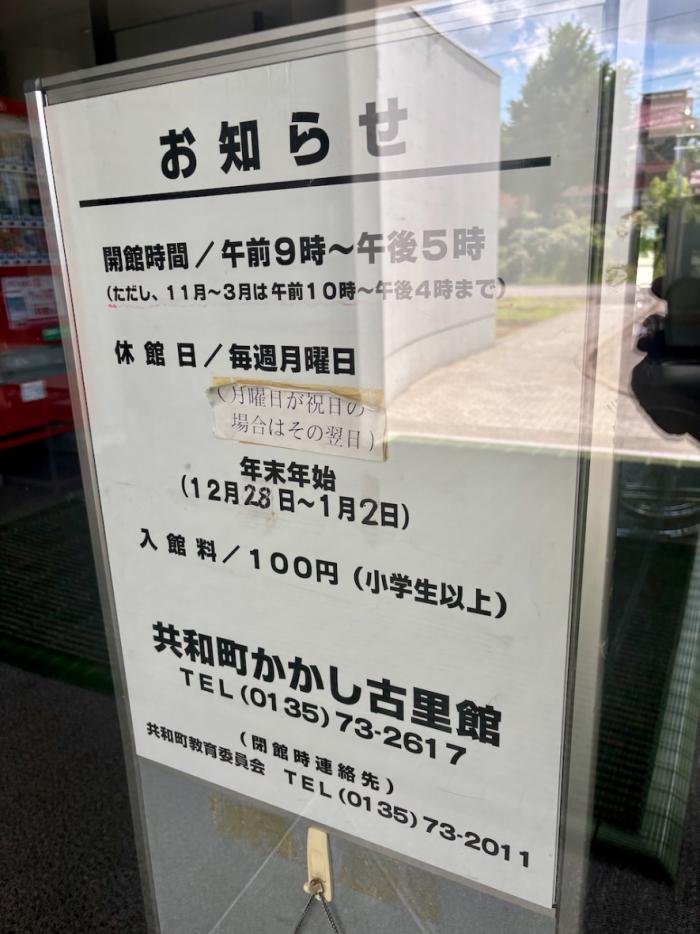 お知らせ
開館時間／午前9時～午後5時
（ただし、11月～3月は午前10時～午後4時まで）
休館日／毎週月曜日
（月曜日が祝日の
場合はその翌日）
年末年始
（12月28日～1月2日）
入館料／100円（小学生以上）
共和町かかし古里館
TEL（0135）73-2617
（閉館時連絡先）
共和町教育委員会　TEL（0135）73-2011